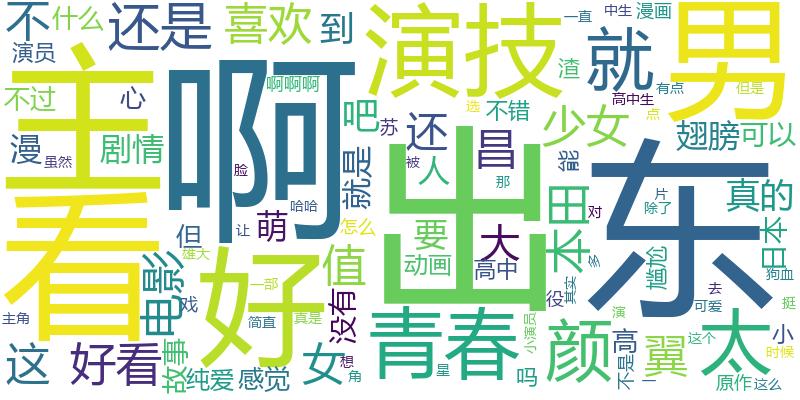 不
什么
还是
喜欢
到
演技
一直
中生
漫画
男
演员
主
啊
啊啊啊
渣
就
有点
但是
不过
心
吧
苏
还
选
不错
高中生
点
漫
虽然
剧情
脸
就是
被
人
昌
出
少女
能
翅膀
可以
东
看
萌
哈哈
怎么
要
那
大
本田
对
片
除了
真的
日本
但
让
雄大
好
值
动画
高中
尴尬
多
其实
役
狗血
电影
戏
一部
没有
主角
简直
真是
青春
小演员
演
去
可爱
挺
这
好看
故事
纯爱
感觉
女
想
角
星
吗
颜
高
不是
一
翼
这个
太
小
时候
原作
这么